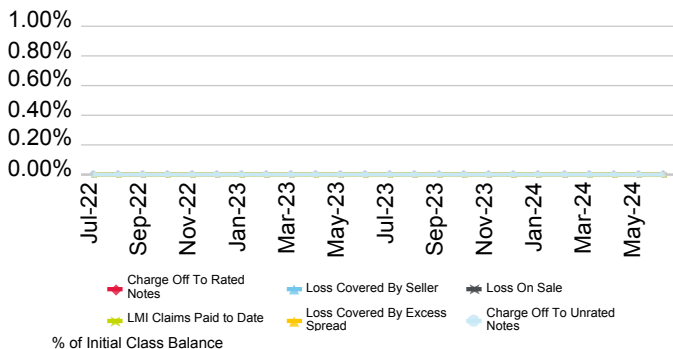 1.00%
0.80%
0.60%
0.40%
0.20%
0.00%
Jul-22
Sep-22
Nov-22
Jan-23
Mar-23
May-23
Jul-23
Sep-23
Nov-23
Jan-24
Mar-24
May-24
Charge Off To Rated
Notes
Loss Covered By Seller
Loss On Sale
LMI Claims Paid to Date
Loss Covered By Excess
Spread
Charge Off To Unrated
Notes
% of Initial Class Balance